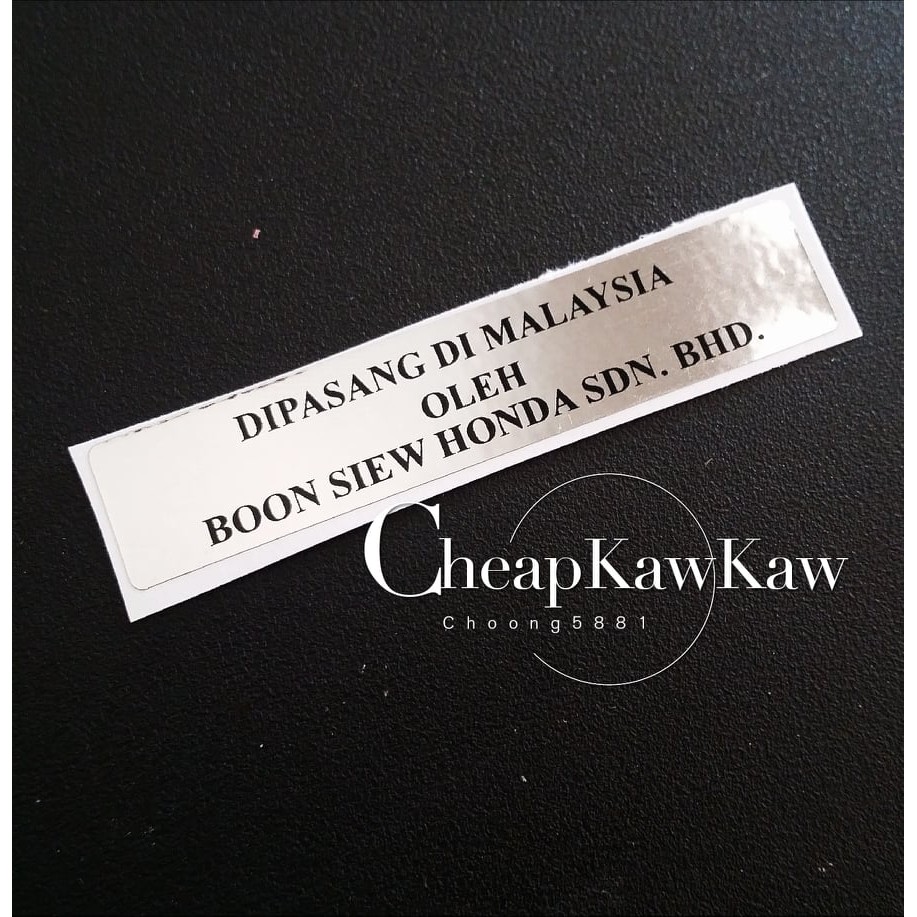 DIPASANG DI MALAYSIA
OLEH
BOON SIEW HONDA SDN. BHD.
CheapKawKaw
Choong5881